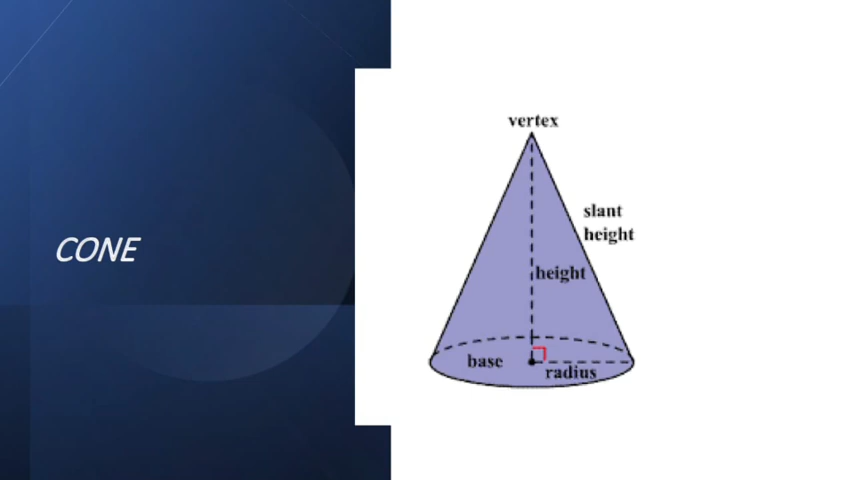 CONE
vertex
slant
height
height
base
radius